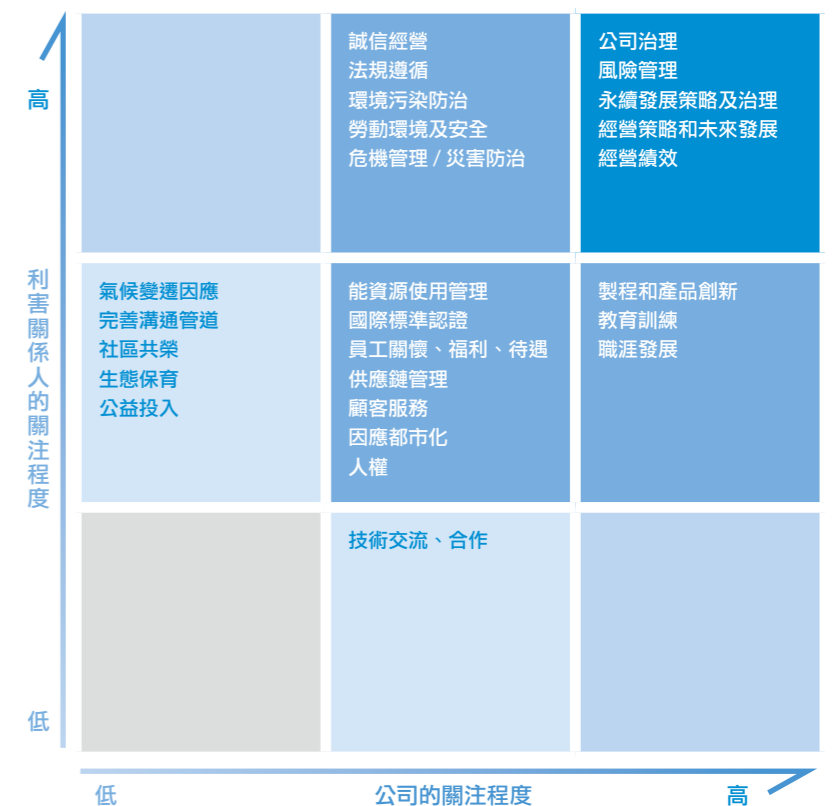 高
利害關係人的關注程度
低
誠信經營
法規遵循
環境污染防治
勞動環境及安全
危機管理 / 災害防治
公司治理
風險管理
永續發展策略及治理
經營策略和未來發展
經營績效
氣候變遷因應
完善溝通管道
社區共榮
生態保育
公益投入
能資源使用管理
國際標準認證
員工關懷、福利、待遇
供應鏈管理
顧客服務
因應都市化
人權
製程和產品創新
教育訓練
職涯發展
技術交流、合作
低
公司的關注程度
高